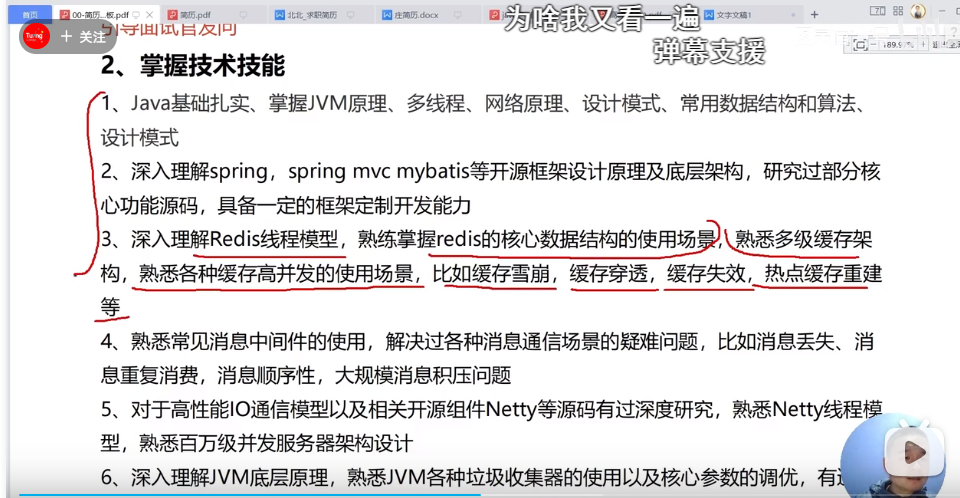 首页 00-简历...板.pdf 简历.pdf 北北_求职简历 庄简历.docx 文字文稿1
为啥我又看一遍
引导面试官发问
+ 关注
弹幕支援
189.97%
2、掌握技术技能
1、Java基础扎实、掌握JVM原理、多线程、网络原理、设计模式、常用数据结构和算法、
设计模式
2、深入理解spring，spring mvc mybatis等开源框架设计原理及底层架构，研究过部分核
心功能源码，具备一定的框架定制开发能力
3、深入理解Redis线程模型，熟练掌握redis的核心数据结构的使用场景，熟悉多级缓存架
构，熟悉各种缓存高并发的使用场景，比如缓存雪崩，缓存穿透，缓存失效，热点缓存重建
等
4、熟悉常见消息中间件的使用，解决过各种消息通信场景的疑难问题，比如消息丢失、消
息重复消费，消息顺序性，大规模消息积压问题
5、对于高性能IO通信模型以及相关开源组件Netty等源码有过深度研究，熟悉Netty线程模
型，熟悉百万级并发服务器架构设计
6、深入理解JVM底层原理，熟悉JVM各种垃圾收集器的使用以及核心参数的调优，有过